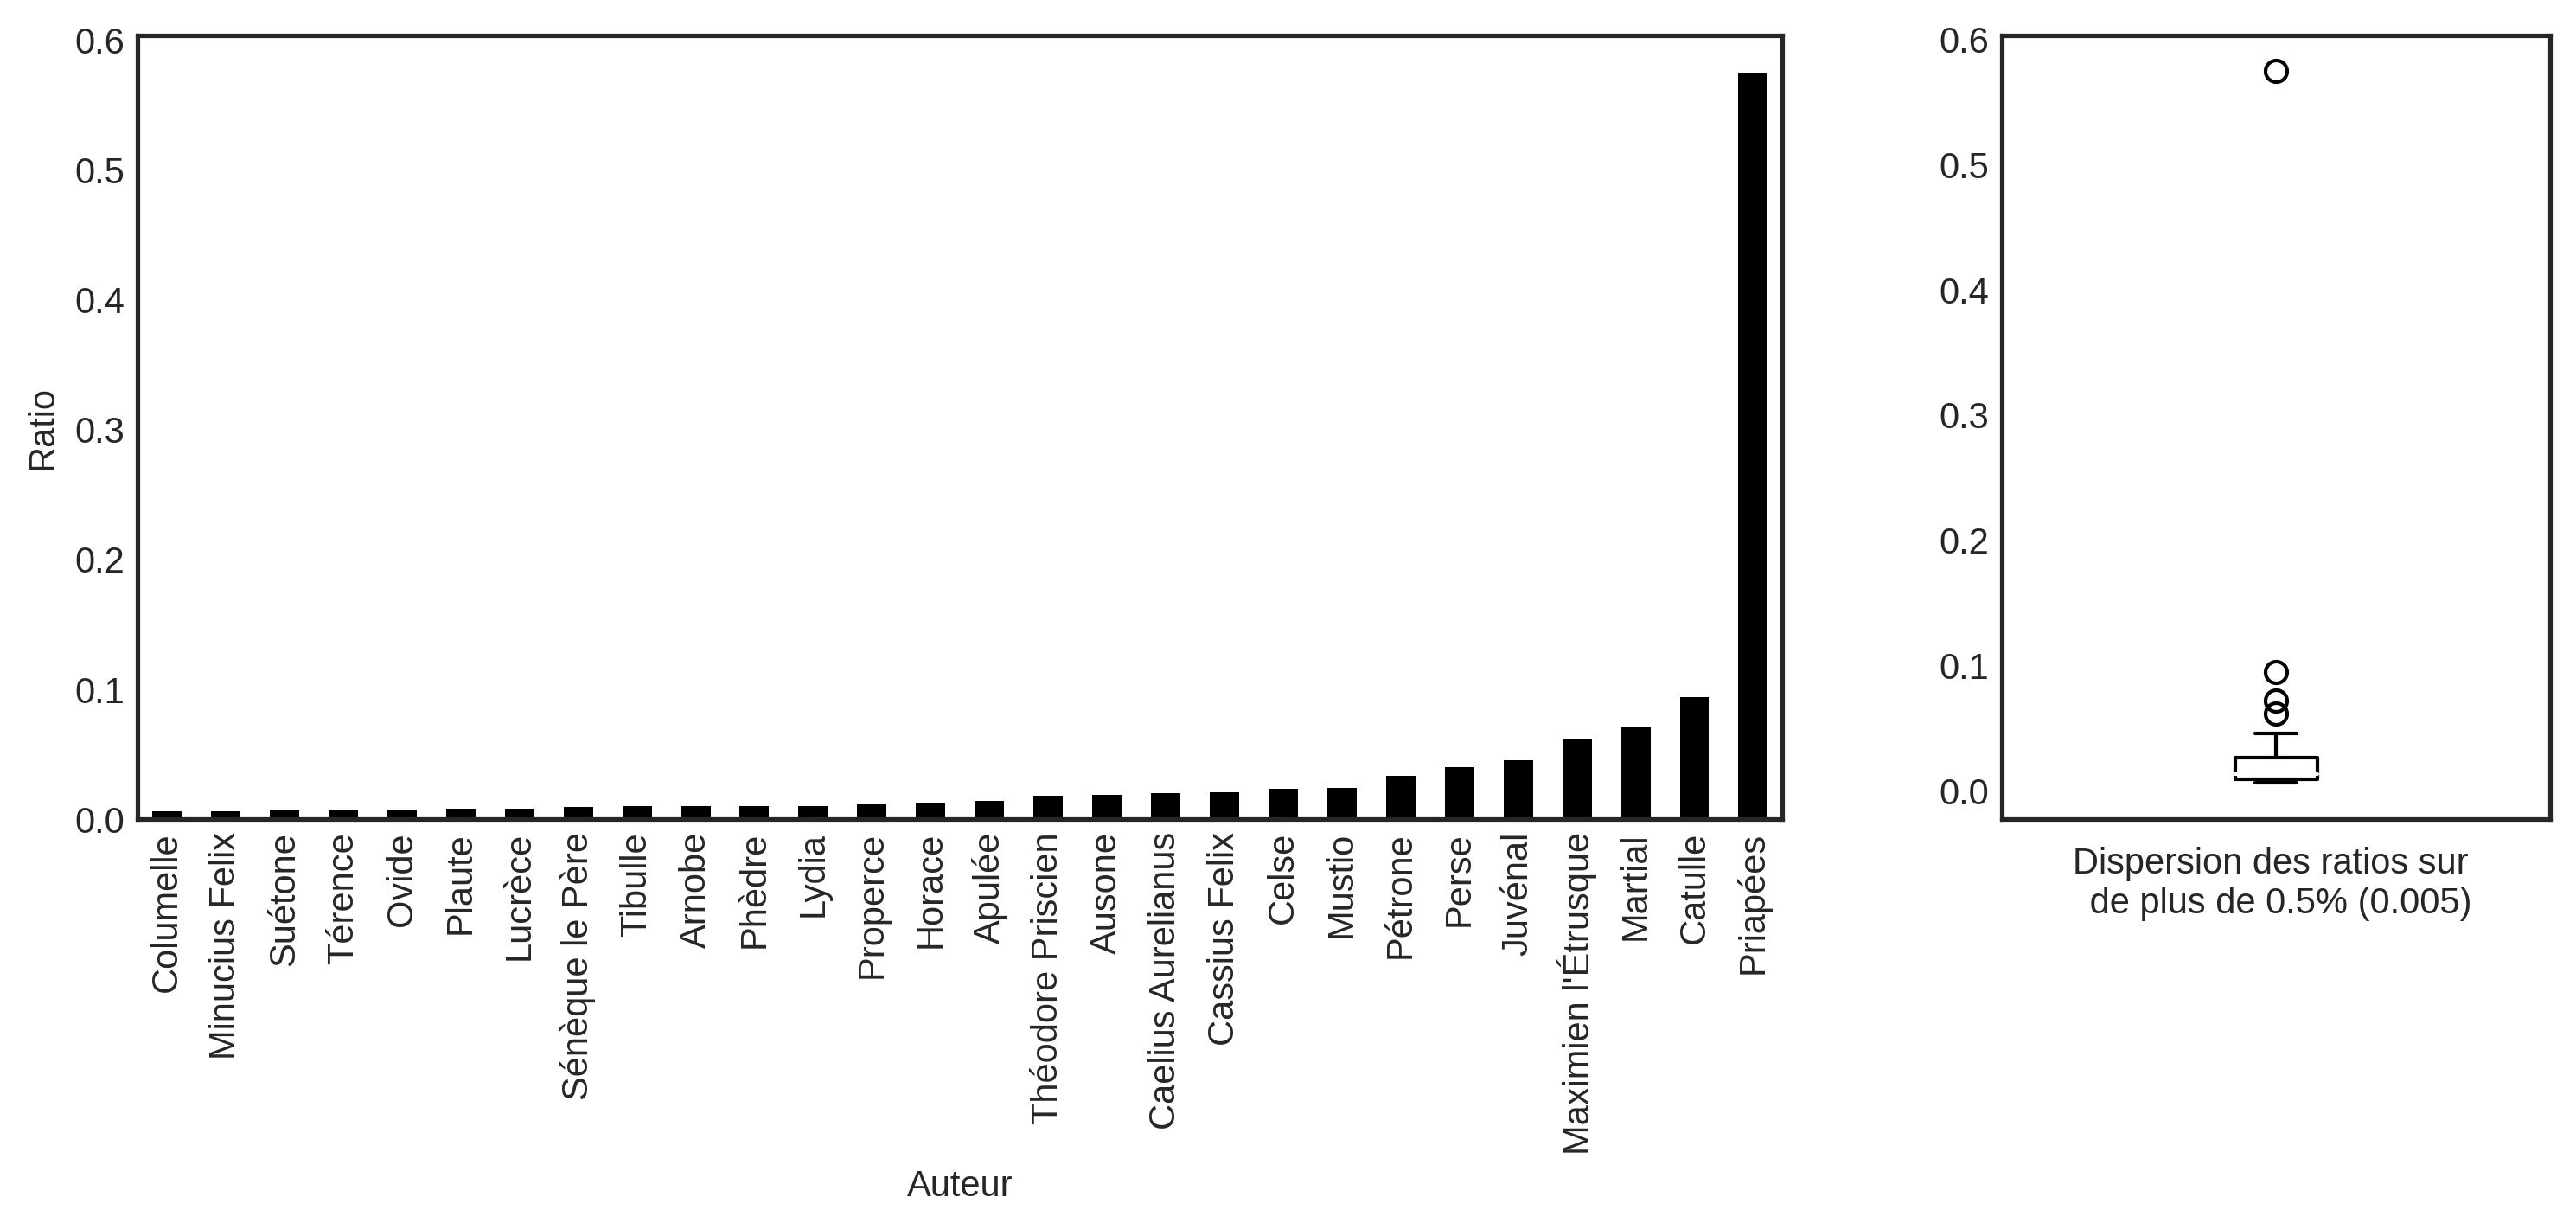 0.6
0.5
0.4
0.3
0.2
0.1
0.0
Ratio
Columelle
Minucius Felix
Suétone
Térence
Ovide
Plaute
Lucrèce
Sénèque le Père
Tibulle
Arnobe
Phèdre
Lydia
Properce
Horace
Apulée
Théodore Priscien
Ausone
Caelius Aurelianus
Cassius Felix
Celse
Mustio
Pétrone
Perse
Juvénal
Maximien l'Étrusque
Martial
Catulle
Priapées
Auteur
0.6
0.5
0.4
0.3
0.2
0.1
0.0
Dispersion des ratios sur
de plus de 0.5% (0.005)